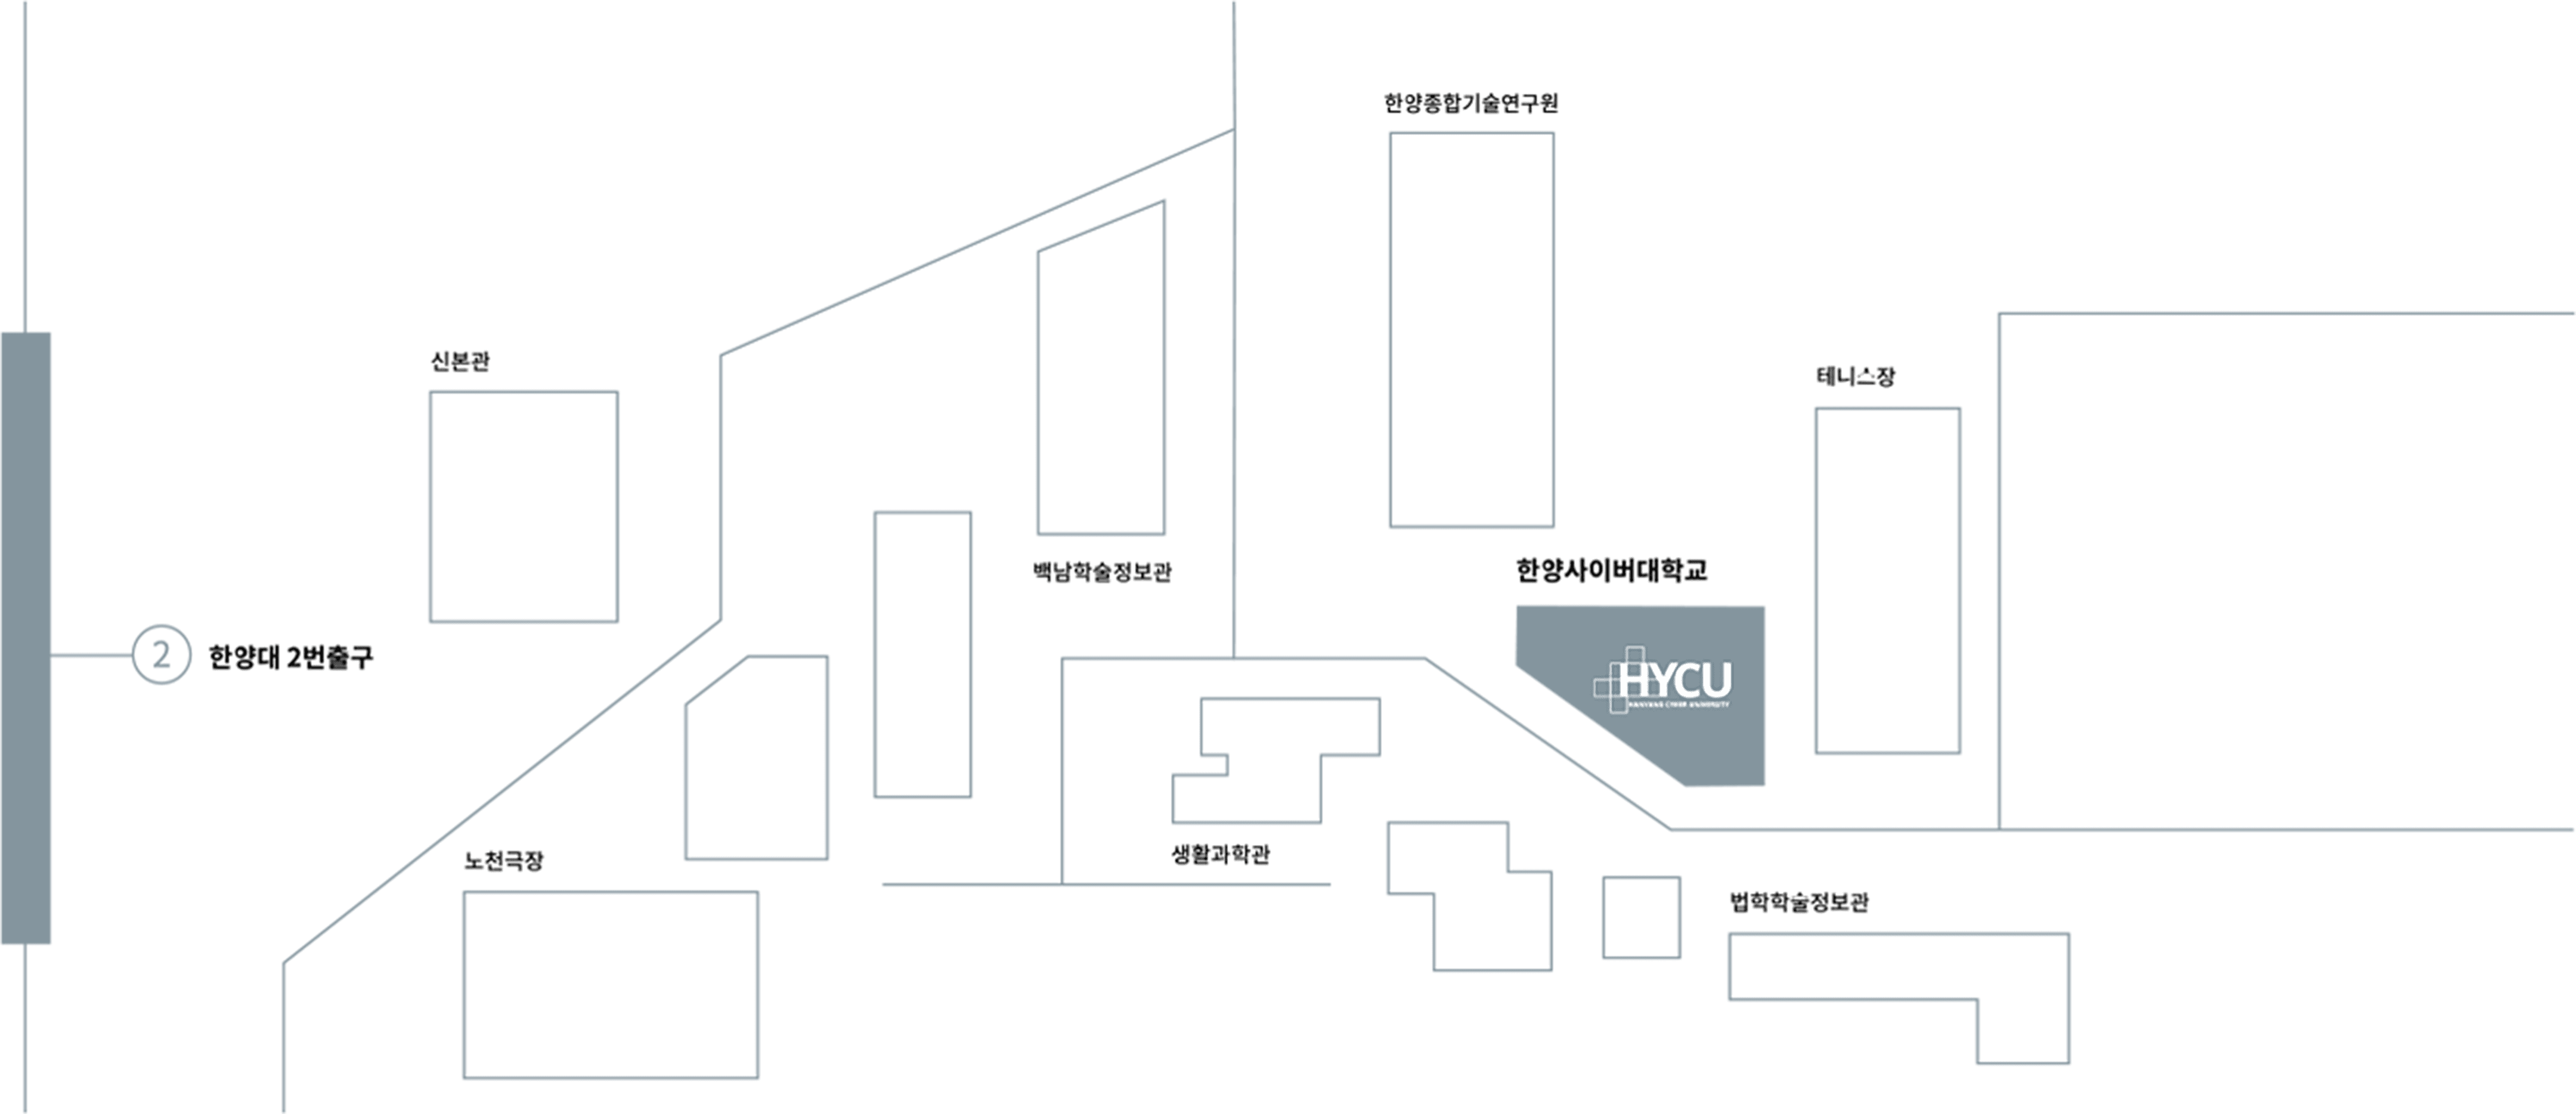 한양종합기술연구원
신본관
테니스장
백남학술정보관
한양사이버대학교
2 한양대 2번출구
HYCU
HANYANG CYBER UNIVERSITY
생활과학관
노천극장
법학학술정보관